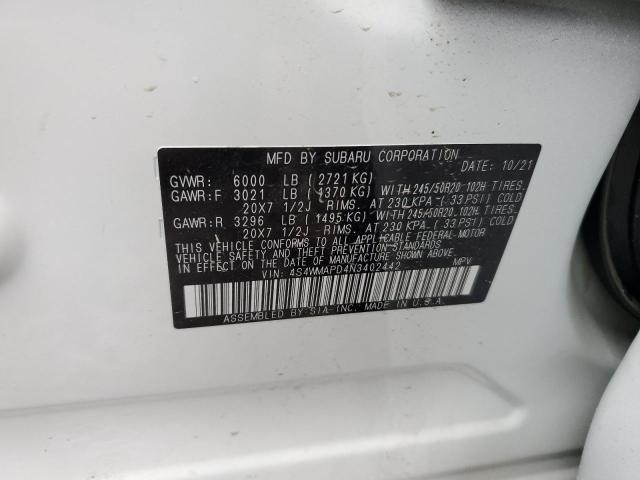 MFD BY SUBARU CORPORATION DATE: 10/21
GVWR: 6000 LB ( 2721 KG)
GAWR:F 3021 LB ( 1370 KG) WITH 245/50R20 102H TIRES.
20X7 1/2J RIMS. AT 230 KPA ( 33 PSI) COLD
GAWR:R 3296 LB ( 1495 KG) WITH 245/50R20 102H TIRES.
20X7 1/2J RIMS. AT 230 KPA ( 33 PSI) COLD
THIS VEHICLE CONFORMS TO ALL APPLICABLE FEDERAL MOTOR
VEHICLE SAFETY AND THEFT PREVENTION STANDARDS IN
EFFECT ON THE DATE OF MANUFACTURE SHOWN ABOVE.
VIN: 4S4WMAPD4N3402442 MPV
ASSEMBLED BY SIA-INC. MADE IN U.S.A.